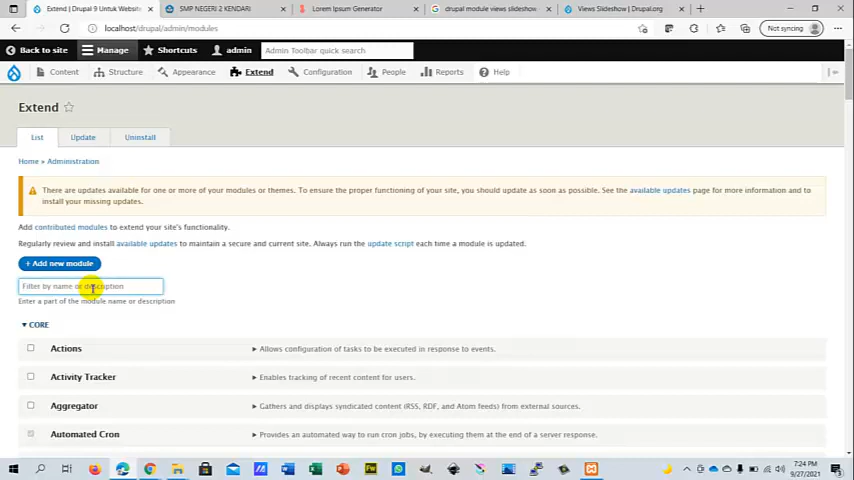 Extend | Drupal 9 Untuk Website
SMP NEGERI 2 KENDARI
Lorem Ipsum Generator
drupal module views slideshow
Views Slideshow | Drupal.org
localhost/drupal/admin/modules
Not syncing
Back to site
Manage
Shortcuts
admin
Admin Toolbar quick search
Content
Structure
Appearance
Extend
Configuration
People
Reports
Help
Extend
List
Update
Uninstall
Home » Administration
There are updates available for one or more of your modules or themes. To ensure the proper functioning of your site, you should update as soon as possible. See the available updates page for more information and to
install your missing updates.
Add contributed modules to extend your site's functionality.
Regularly review and install available updates to maintain a secure and current site. Always run the update script each time a module is updated.
+ Add new module
Filter by name or description
Enter a part of the module name or description
▼ CORE
Actions
Allows configuration of tasks to be executed in response to events.
Activity Tracker
Enables tracking of recent content for users.
Aggregator
Gathers and displays syndicated content (RSS, RDF, and Atom feeds) from external sources.
Automated Cron
Provides an automated way to run cron jobs, by executing them at the end of a server response.
7:24 PM
9/27/2021